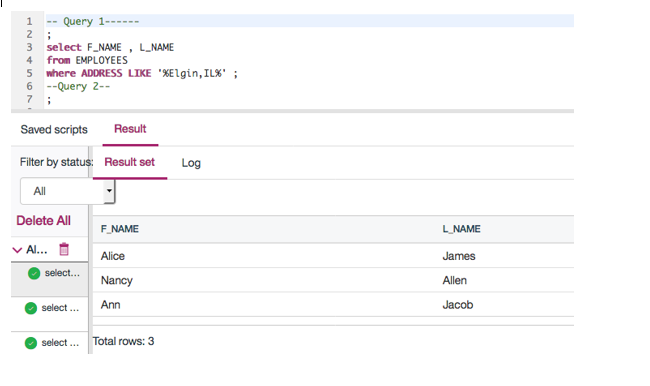 1 -- Query 1------
2 ;
3 select F_NAME , L_NAME
4 from EMPLOYEES
5 where ADDRESS LIKE '%Elgin,IL%' ;
6 --Query 2--
7 ;
Saved scripts Result
Filter by status: Result set Log
All
Delete All
F_NAME L_NAME
Al...
Alice James
select...
Nancy Allen
select ...
Ann Jacob
select ...
Total rows: 3